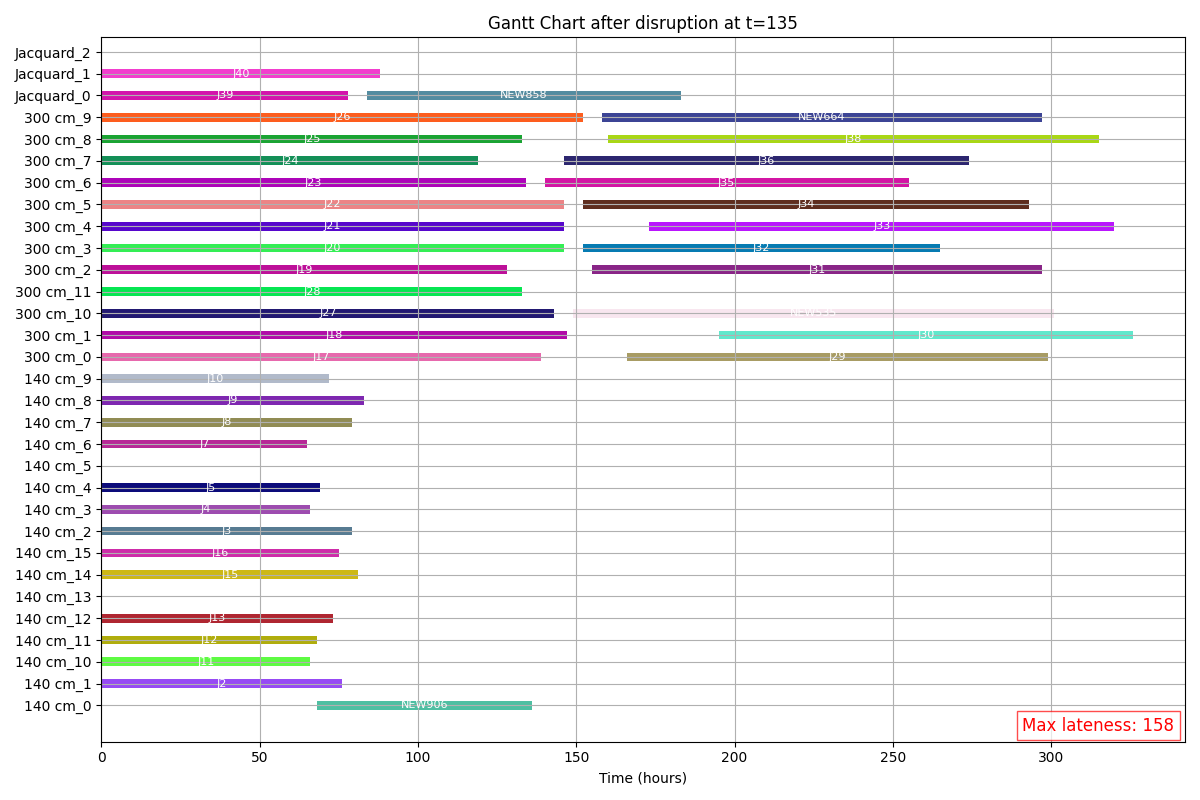 Gantt Chart after disruption at t=135
Jacquard_2
Jacquard_1 J40
Jacquard_0 J39 NEW858
300 cm_9 J26 NEW664
300 cm_8 J25 J38
300 cm_7 J24 J36
300 cm_6 J23 J35
300 cm_5 J22 J34
300 cm_4 J21 J33
300 cm_3 J20 J32
300 cm_2 J19 J31
300 cm_11 J28
300 cm_10 J27
300 cm_1 J18 J30
300 cm_0 J17 J29
140 cm_9 J10
140 cm_8 J9
140 cm_7 J8
140 cm_6 J7
140 cm_5
140 cm_4 J5
140 cm_3 J4
140 cm_2 J3
140 cm_15 J16
140 cm_14 J15
140 cm_13
140 cm_12 J13
140 cm_11 J12
140 cm_10 J11
140 cm_1 J2
140 cm_0 NEW906
Max lateness: 158
0 50 100 150 200 250 300
Time (hours)